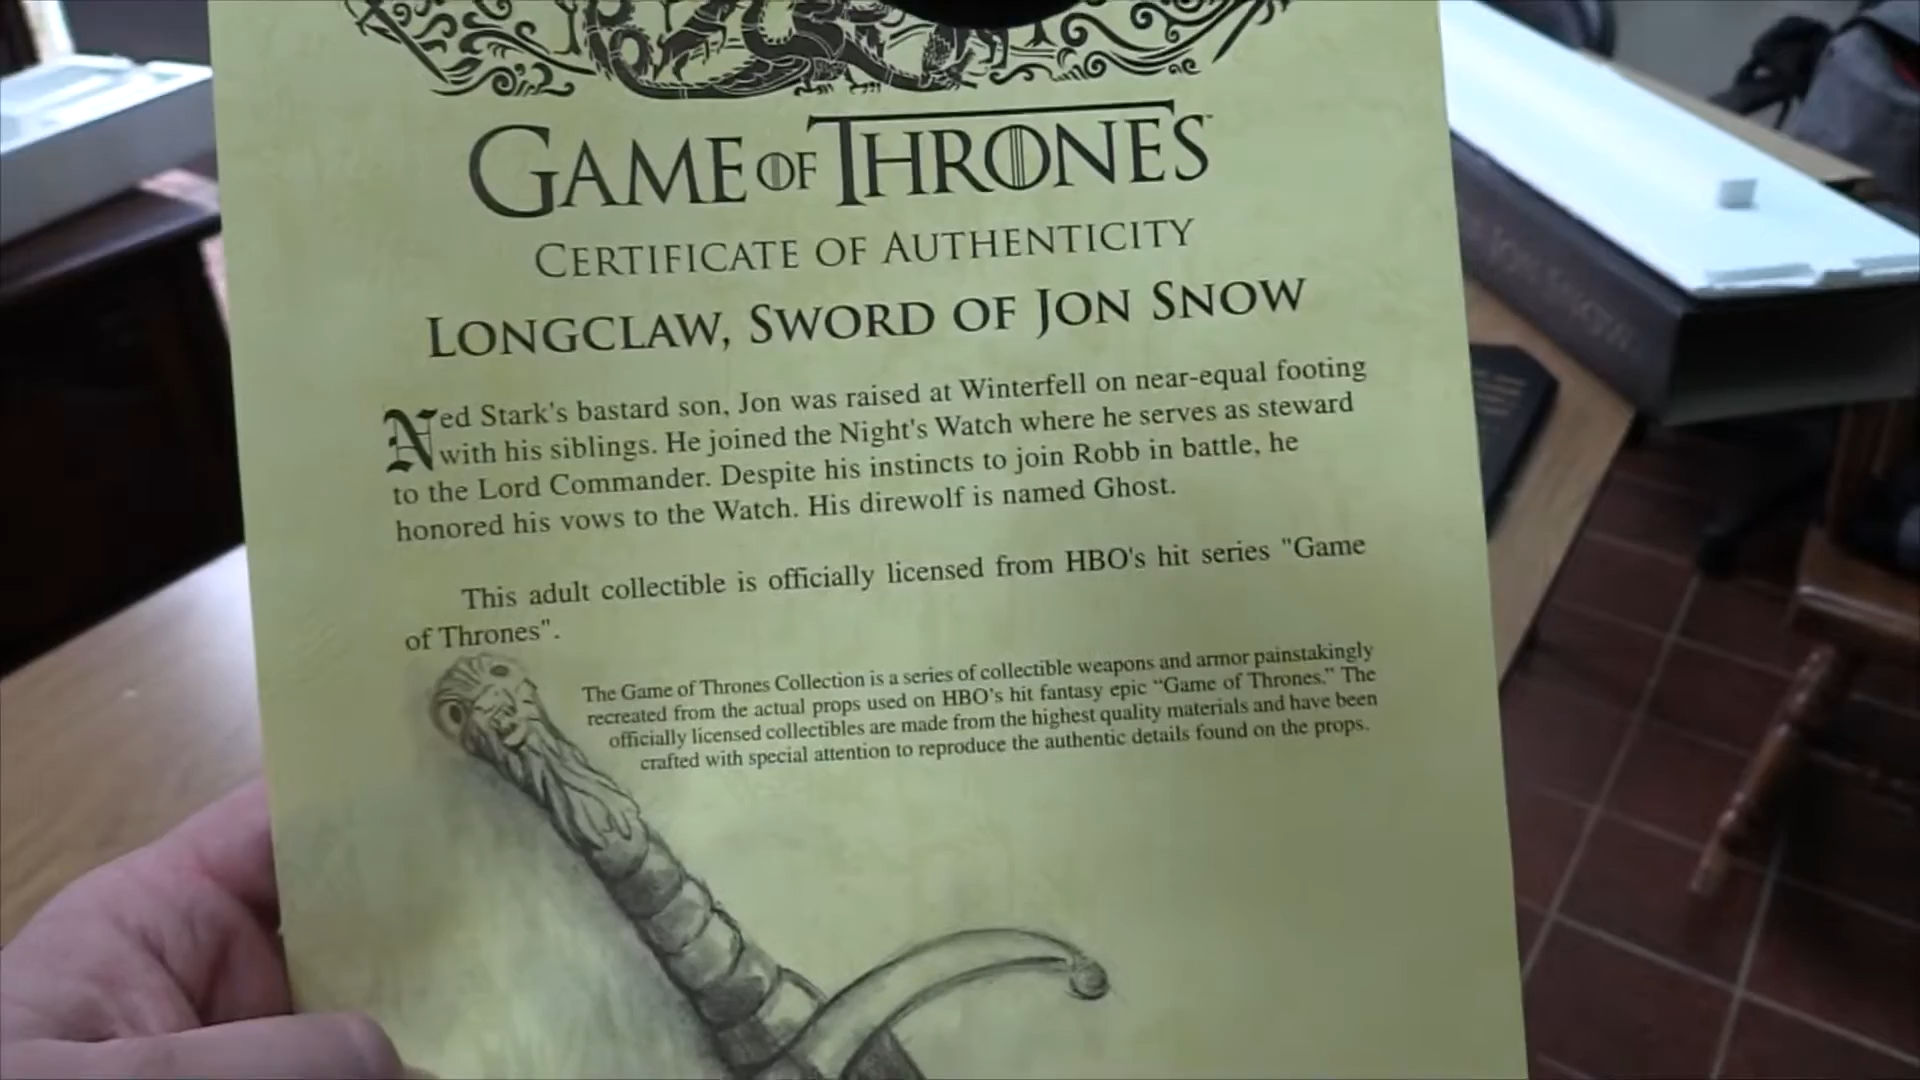 GAME OF THRONES™
CERTIFICATE OF AUTHENTICITY
LONGCLAW, SWORD OF JON SNOW
Ned Stark's bastard son, Jon was raised at Winterfell on near-equal footing
with his siblings. He joined the Night's Watch where he serves as steward
to the Lord Commander. Despite his instincts to join Robb in battle, he
honored his vows to the Watch. His direwolf is named Ghost.
This adult collectible is officially licensed from HBO's hit series "Game
of Thrones".
The Game of Thrones Collection is a series of collectible weapons and armor painstakingly
recreated from the actual props used on HBO's hit fantasy epic “Game of Thrones.” The
officially licensed collectibles are made from the highest quality materials and have been
crafted with special attention to reproduce the authentic details found on the props.